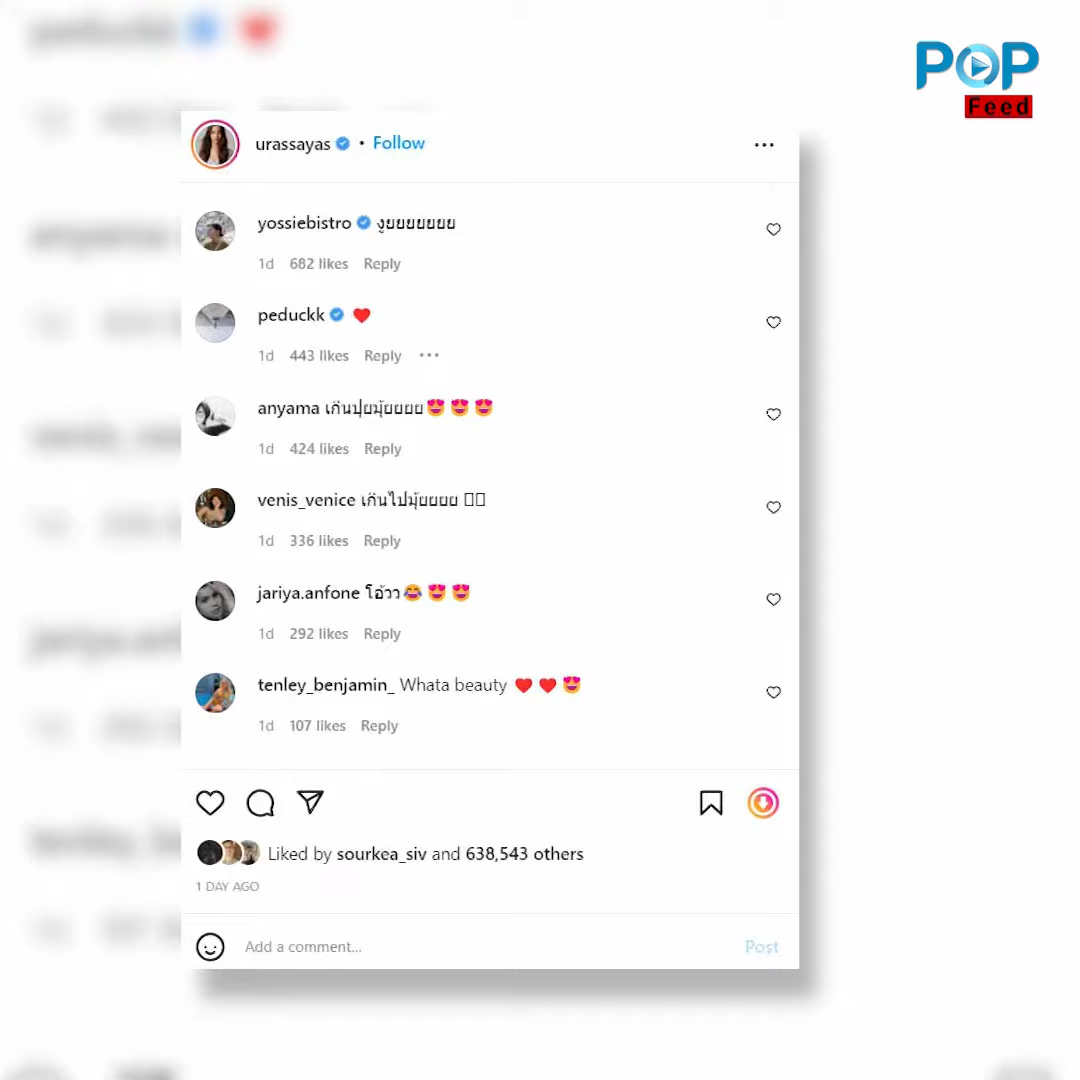 POP
Feed
urassayas • Follow
yossiebistro งูยยยยยยย
1d 682 likes Reply
peduckk ❤️
1d 443 likes Reply
anyama เกินปุยมุ้ยยยย😍😍😍
1d 424 likes Reply
venis_venice เกินไปมุ้ยยยย
1d 336 likes Reply
jariya.anfone โอ้วว😂😍😍
1d 292 likes Reply
tenley_benjamin_ Whata beauty ❤️❤️😍
1d 107 likes Reply
Liked by sourkea_siv and 638,543 others
1 DAY AGO
Add a comment... Post